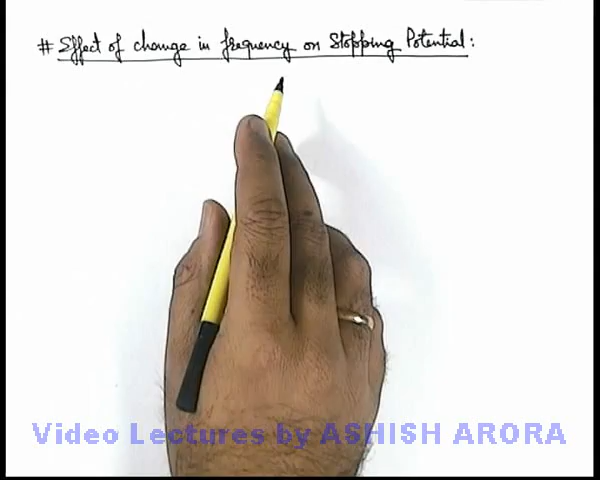 # Effect of change in frequency on Stopping Potential:
Video Lectures by ASHISH ARORA